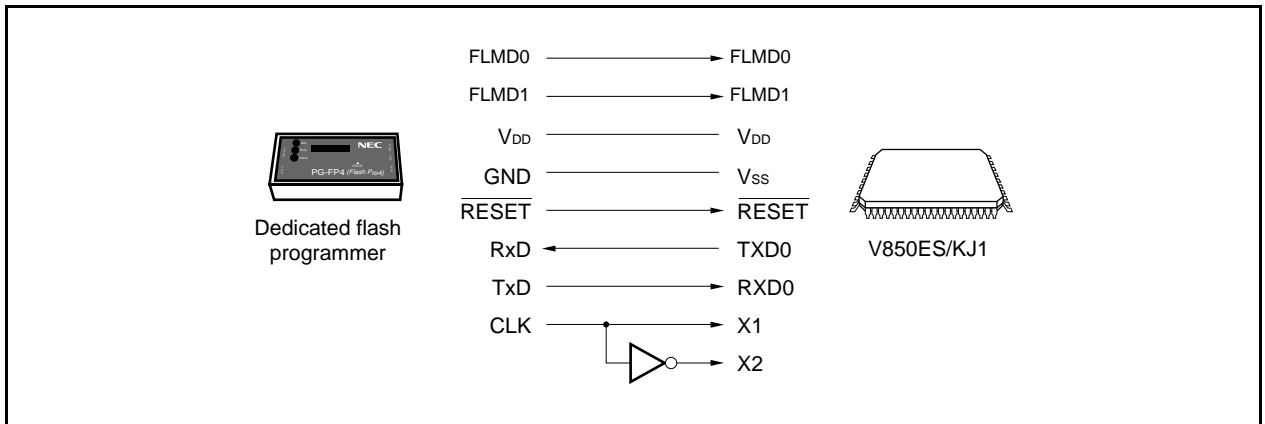 FLMD0 FLMD0
FLMD1 FLMD1
VDD VDD
GND VSS
RESET RESET
RxD TXD0
TxD RXD0
CLK X1
X2
NEC
PG-FP4 (Flash Pro4)
Dedicated flash
programmer
V850ES/KJ1